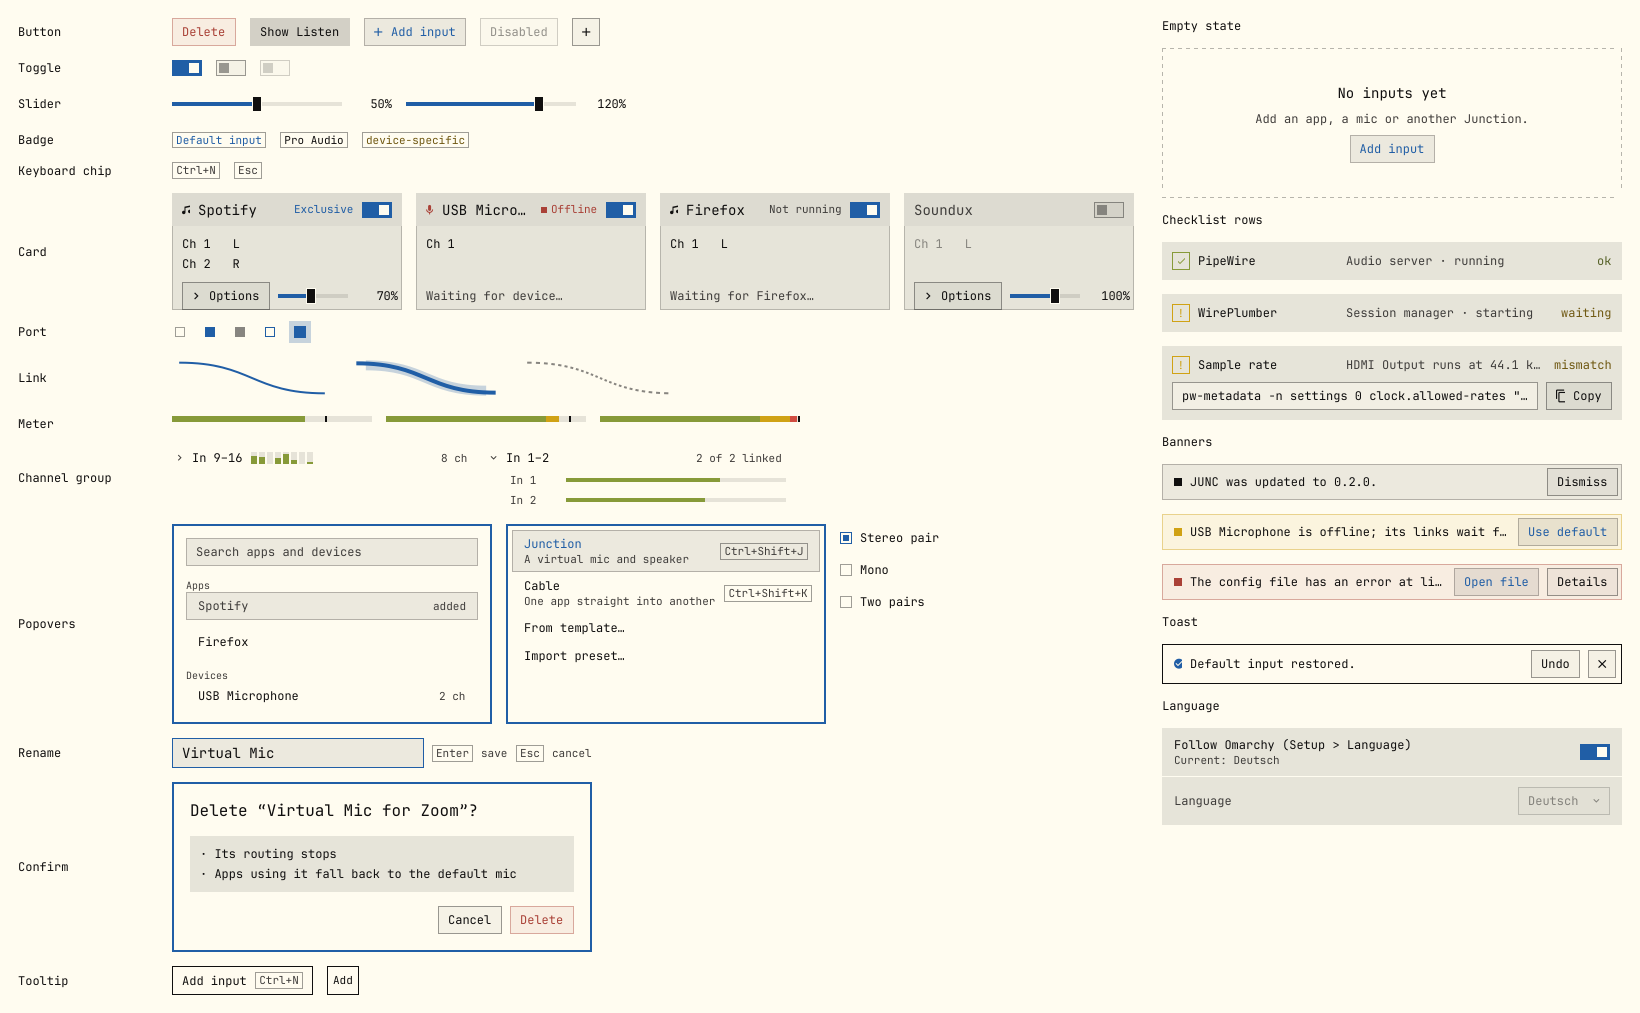 Button
Delete
Show Listen
+ Add input
Disabled
+
Toggle
Slider
50%
120%
Badge
Default input
Pro Audio
device-specific
Keyboard chip
Ctrl+N
Esc
Card
Spotify
Exclusive
Ch 1 L
Ch 2 R
Options
70%
USB Micro…
Offline
Ch 1
Waiting for device…
Firefox
Not running
Ch 1 L
Waiting for Firefox…
Soundux
Ch 1 L
Options
100%
Port
Link
Meter
Channel group
In 9–16
8 ch
In 1–2
2 of 2 linked
In 1
In 2
Popovers
Search apps and devices
Apps
Spotify
added
Firefox
Devices
USB Microphone
2 ch
Junction
A virtual mic and speaker
Ctrl+Shift+J
Cable
One app straight into another
Ctrl+Shift+K
From template…
Import preset…
Stereo pair
Mono
Two pairs
Rename
Virtual Mic
Enter save Esc cancel
Confirm
Delete “Virtual Mic for Zoom”?
· Its routing stops
· Apps using it fall back to the default mic
Cancel
Delete
Tooltip
Add input Ctrl+N
Add
Empty state
No inputs yet
Add an app, a mic or another Junction.
Add input
Checklist rows
PipeWire
Audio server · running
ok
! WirePlumber
Session manager · starting
waiting
! Sample rate
HDMI Output runs at 44.1 k…
mismatch
pw-metadata -n settings 0 clock.allowed-rates "…
Copy
Banners
JUNC was updated to 0.2.0.
Dismiss
USB Microphone is offline; its links wait f…
Use default
The config file has an error at li…
Open file
Details
Toast
Default input restored.
Undo
Language
Follow Omarchy (Setup > Language)
Current: Deutsch
Language
Deutsch